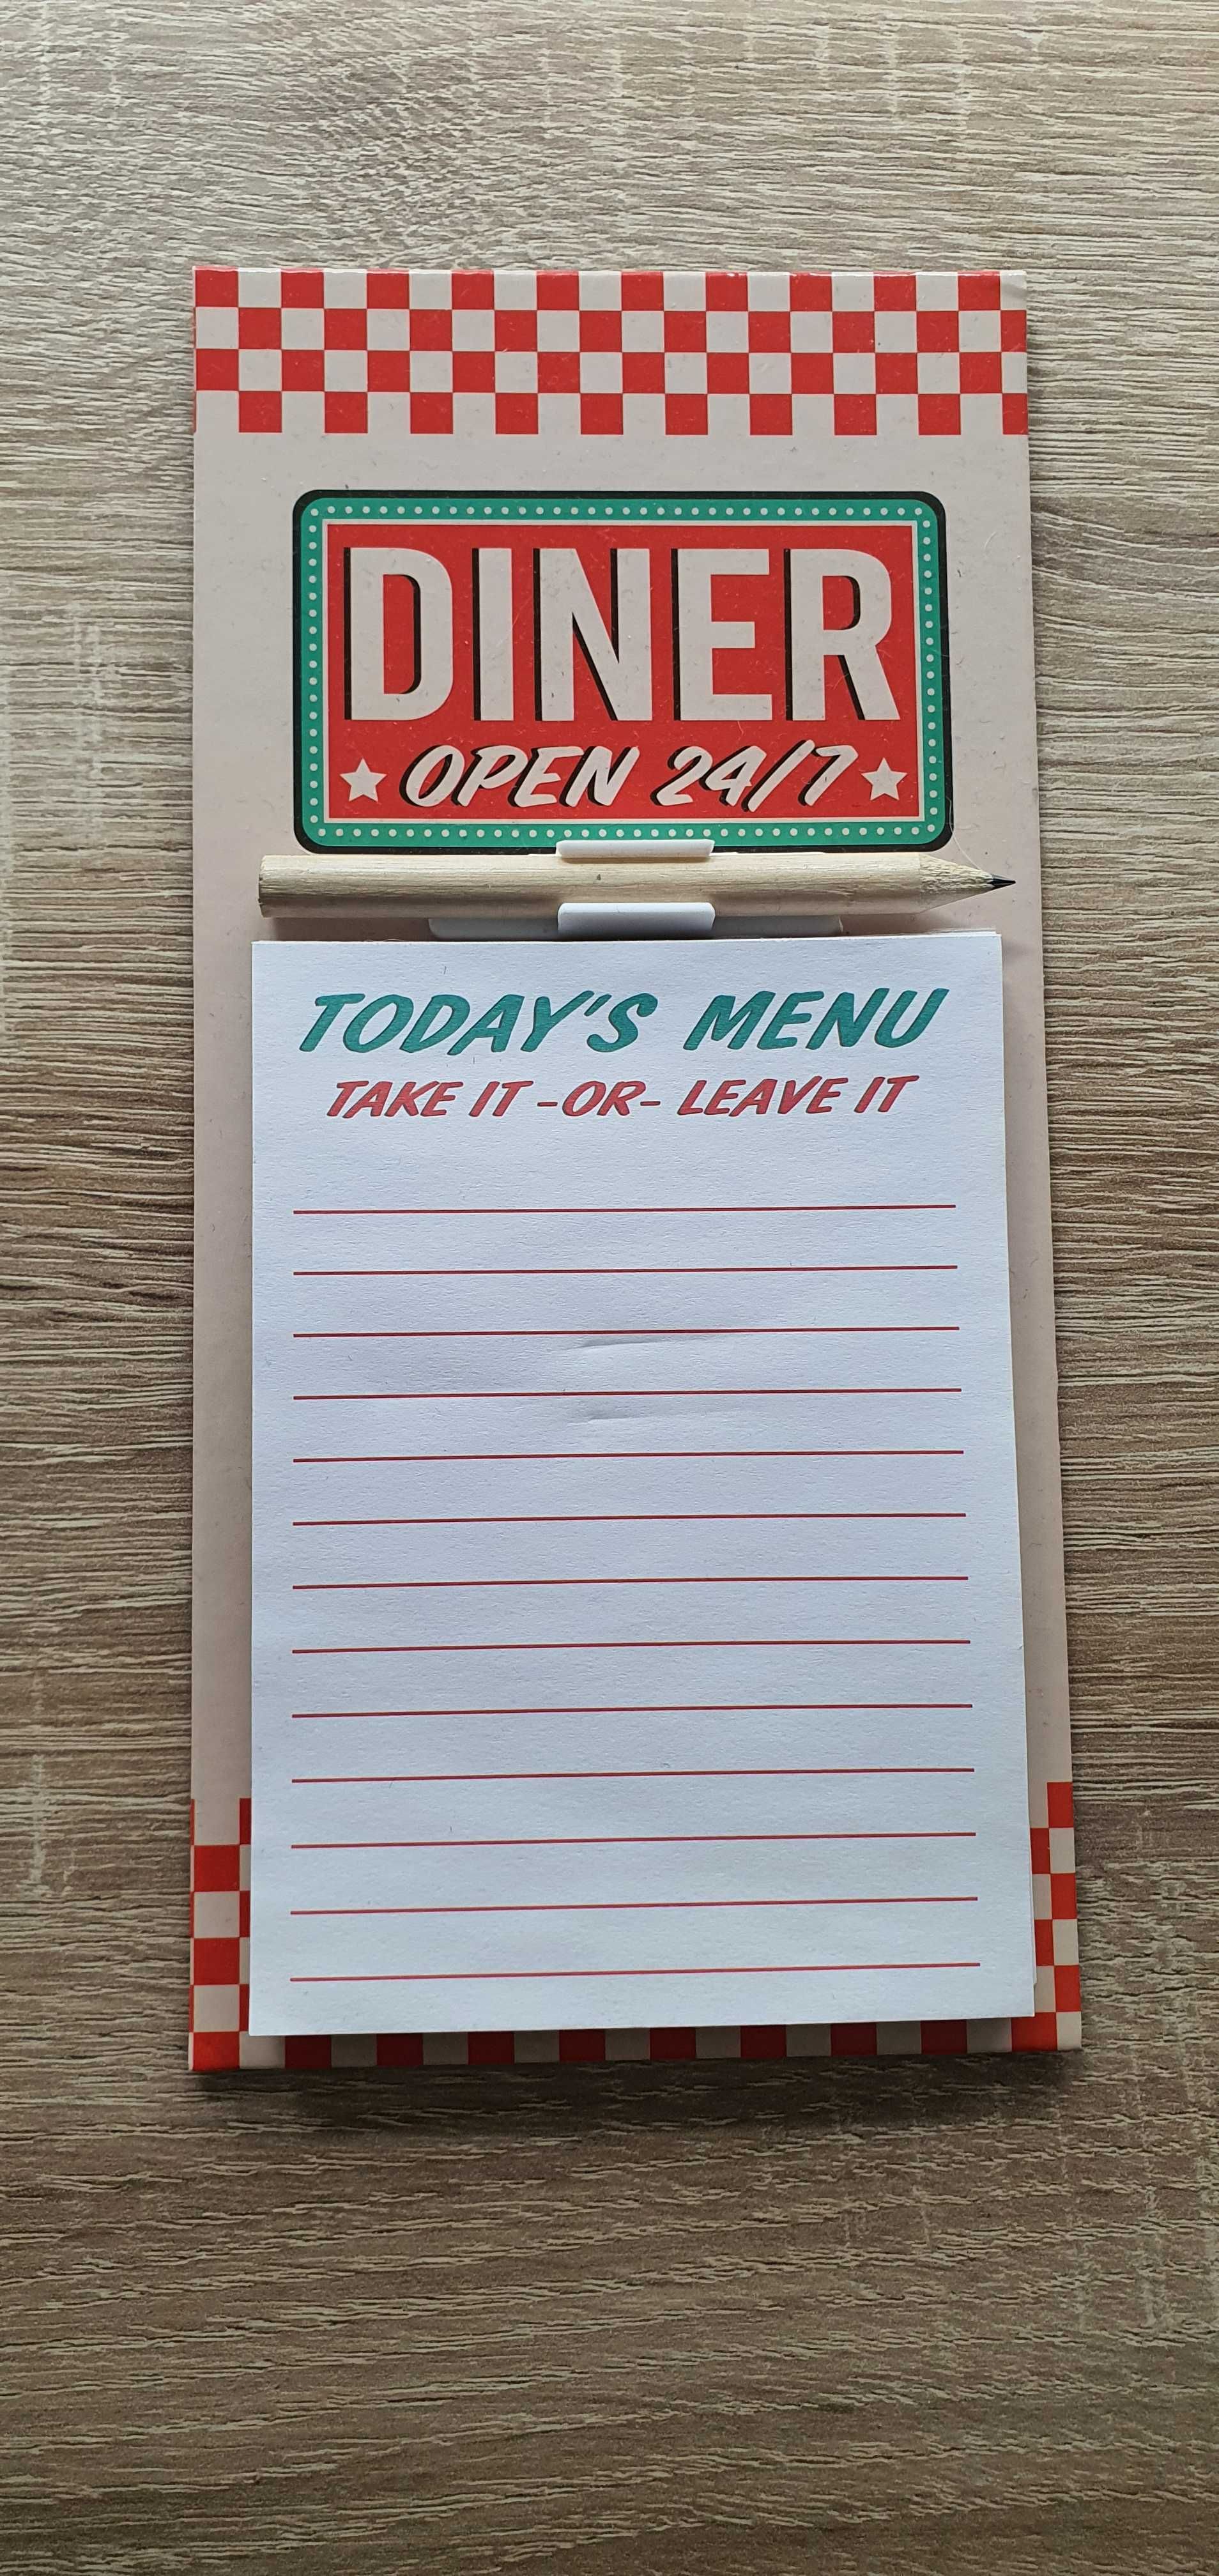 DINER
OPEN 24/7
TODAY'S MENU
TAKE IT -OR- LEAVE IT